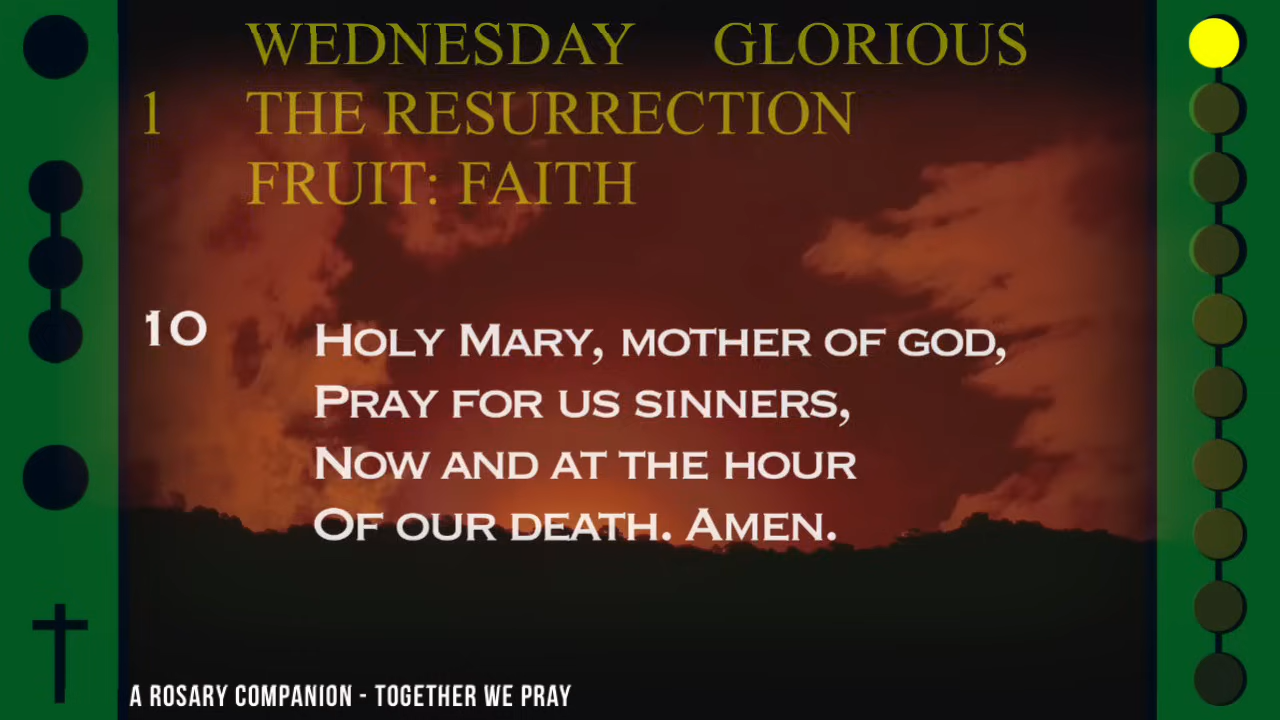 WEDNESDAY GLORIOUS
1 THE RESURRECTION
FRUIT: FAITH
10 HOLY MARY, MOTHER OF GOD,
PRAY FOR US SINNERS,
NOW AND AT THE HOUR
OF OUR DEATH. AMEN.
A ROSARY COMPANION - TOGETHER WE PRAY